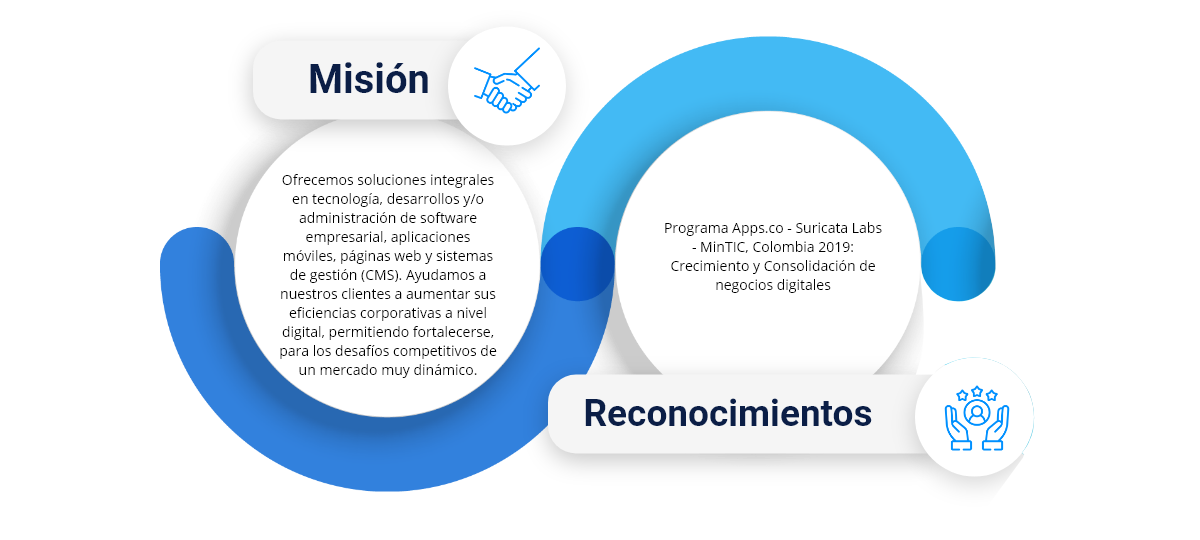 Misión
Ofrecemos soluciones integrales
en tecnología, desarrollos y/o
administración de software
empresarial, aplicaciones
móviles, páginas web y sistemas
de gestión (CMS). Ayudamos a
nuestros clientes a aumentar sus
eficiencias corporativas a nivel
digital, permitiendo fortalecerse,
para los desafíos competitivos de
un mercado muy dinámico.
Programa Apps.co - Suricata Labs
- MinTIC, Colombia 2019:
Crecimiento y Consolidación de
negocios digitales
Reconocimientos